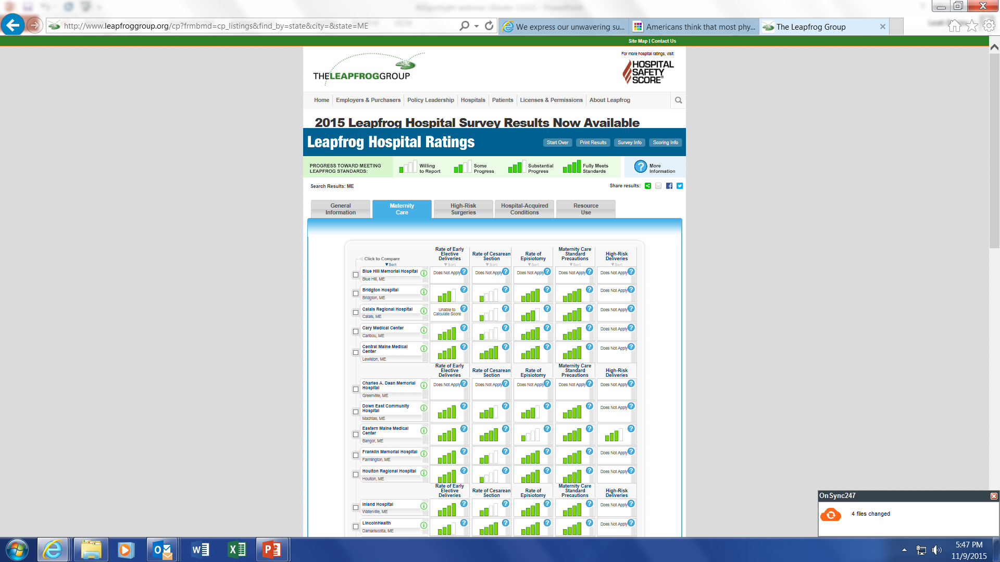 http://www.leapfroggroup.org/cp?frmbmd=cp_listings&find_by=state&city=&state=ME
We express our unwavering su...
Americans think that most phy...
The Leapfrog Group
Site Map | Contact Us
THELEAPFROGGROUP
For more hospital ratings, visit
HOSPITAL
SAFETY
SCORE
Home Employers & Purchasers Policy Leadership Hospitals Patients Licenses & Permissions About Leapfrog
2015 Leapfrog Hospital Survey Results Now Available
Leapfrog Hospital Ratings
Start Over Print Results Survey Info Scoring Info
PROGRESS TOWARD MEETING
LEAPFROG STANDARDS:
Willing
to Report
Some
Progress
Substantial
Progress
Fully Meets
Standards
? More
Information
Search Results: ME
Share results:
General
Information
Maternity
Care
High-Risk
Surgeries
Hospital-Acquired
Conditions
Resource
Use
Click to Compare
▼Sort
Rate of Early
Elective
Deliveries
▼Sort
Rate of Cesarean
Section
▼Sort
Rate of
Episiotomy
▼Sort
Maternity Care
Standard
Precautions
▼Sort
High-Risk
Deliveries
▼Sort
Blue Hill Memorial Hospital
Blue Hill, ME
Does Not Apply ? Does Not Apply ? Does Not Apply ? Does Not Apply ? Does Not Apply ?
Bridgton Hospital
Bridgton, ME
? ? ? ? Does Not Apply ?
Calais Regional Hospital
Calais, ME
Unable to
Calculate Score
? ? ? ? Does Not Apply ?
Cary Medical Center
Caribou, ME
? ? ? ? Does Not Apply ?
Central Maine Medical
Center
Lewiston, ME
? ? ? ? Does Not Apply ?
Rate of Early
Elective
Deliveries
Rate of Cesarean
Section
Rate of
Episiotomy
Maternity Care
Standard
Precautions
High-Risk
Deliveries
Charles A. Dean Memorial
Hospital
Greenville, ME
Does Not Apply ? Does Not Apply ? Does Not Apply ? Does Not Apply ? Does Not Apply ?
Down East Community
Hospital
Machias, ME
? ? ? ? Does Not Apply ?
Eastern Maine Medical
Center
Bangor, ME
? ? ? ? ?
Franklin Memorial Hospital
Farmington, ME
? ? ? ? Does Not Apply ?
Houlton Regional Hospital
Houlton, ME
? ? ? ? Does Not Apply ?
Rate of Early
Elective
Deliveries
Rate of Cesarean
Section
Rate of
Episiotomy
Maternity Care
Standard
Precautions
High-Risk
Deliveries
Inland Hospital
Waterville, ME
? ? ? ? Does Not Apply ?
LincolnHealth
Damariscotta, ME
? ? ? ? Does Not Apply ?
OnSync247
4 files changed
5:47 PM
11/9/2015